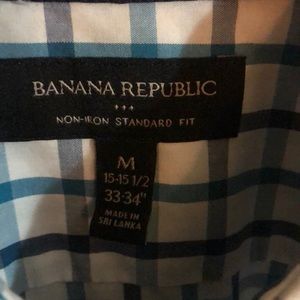 BANANA REPUBLIC
+++
NON-IRON STANDARD FIT
M
15-15 1/2
33-34"
MADE IN
SRI LANKA